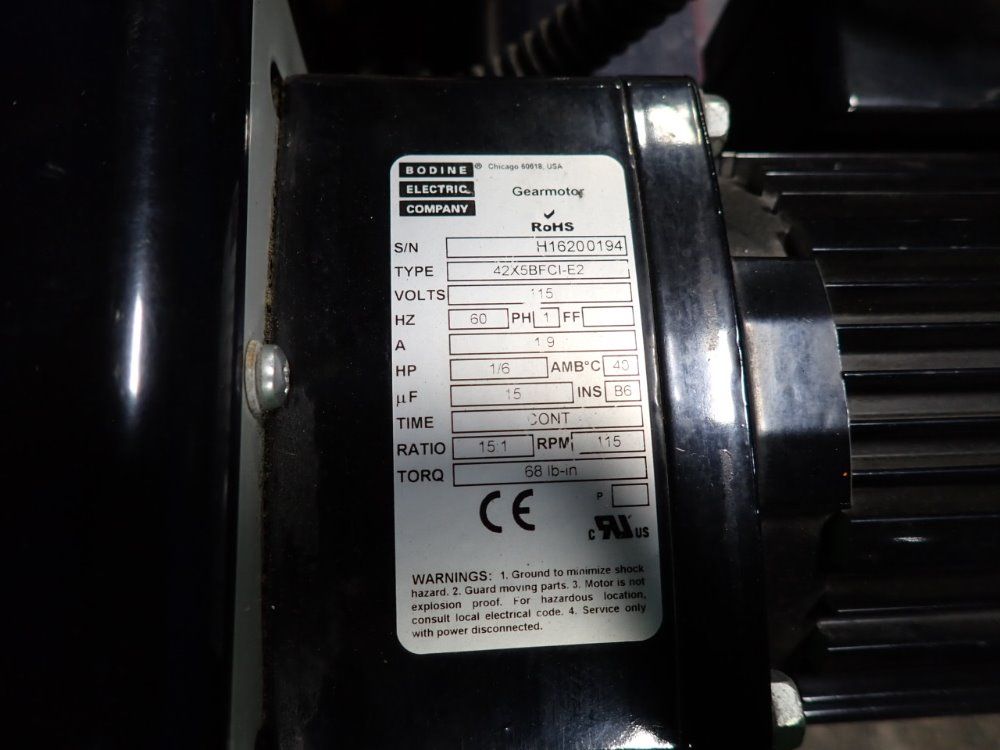 BODINE ® Chicago 60618, USA
ELECTRIC Gearmotor
COMPANY
RoHS
S/N H16200194
TYPE 42X5BFCI-E2
VOLTS 115
HZ 60 PH 1 FF
A 1.9
HP 1/6 AMB°C 40
µF 15 INS B6
TIME CONT
RATIO 15:1 RPM 115
TORQ 68 lb-in
P
CE
c RU US
WARNINGS: 1. Ground to minimize shock
hazard. 2. Guard moving parts. 3. Motor is not
explosion proof. For hazardous location,
consult local electrical code. 4. Service only
with power disconnected.